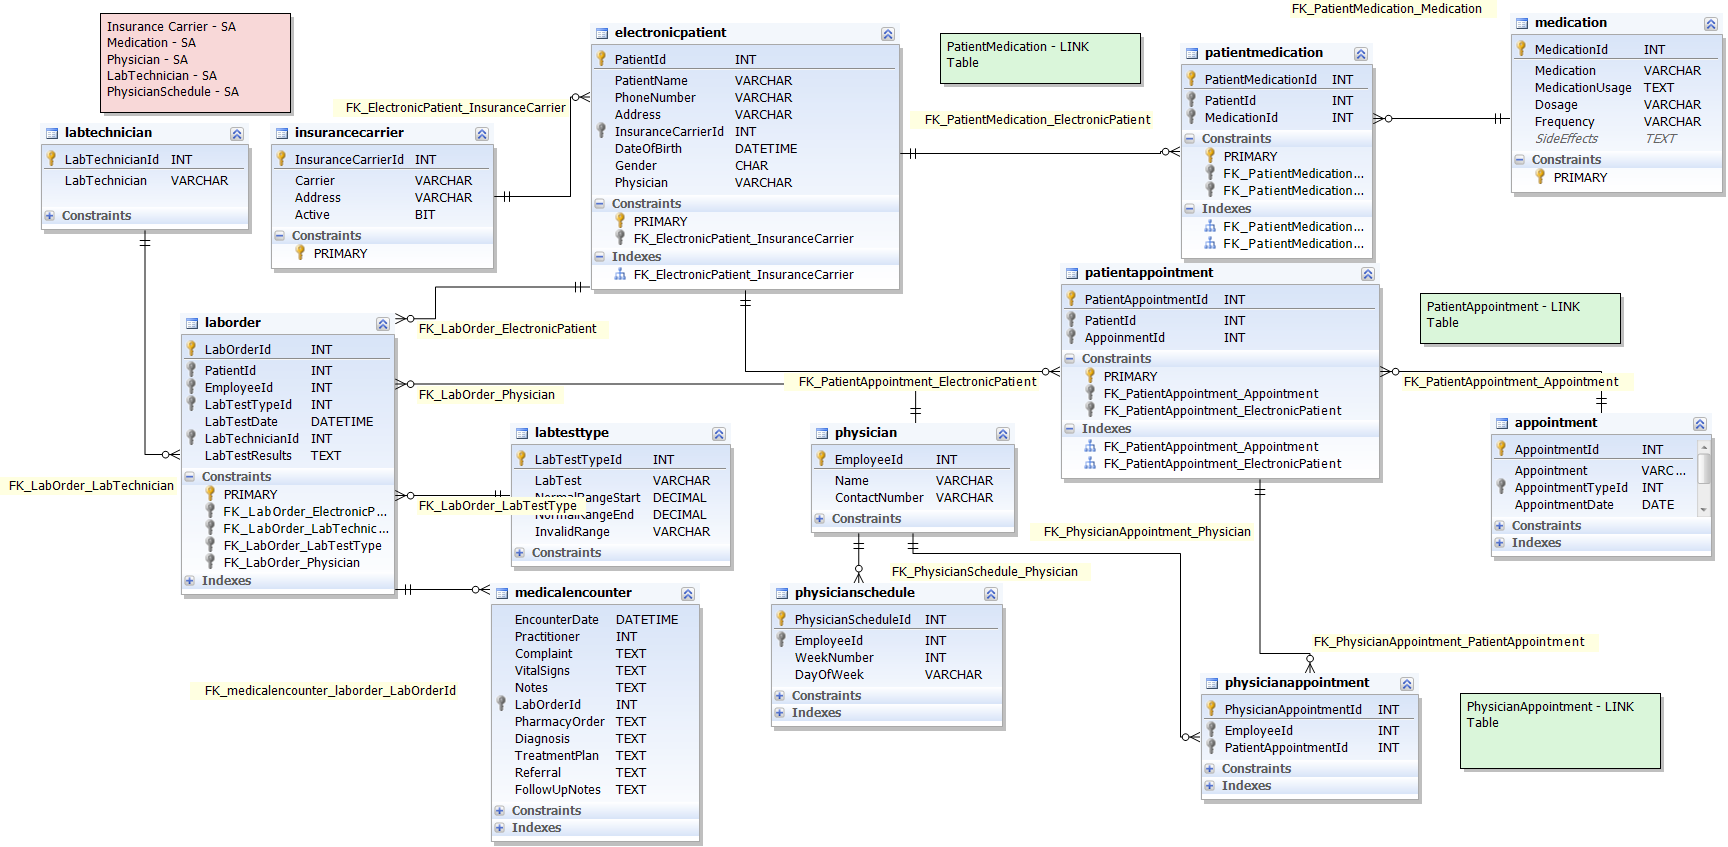 FK_PatientMedication_Medication
Insurance Carrier - SA
Medication - SA
Physician - SA
LabTechnician - SA
PhysicianSchedule - SA
electronicpatient
PatientId INT
PatientName VARCHAR
PhoneNumber VARCHAR
Address VARCHAR
InsuranceCarrierId INT
DateOfBirth DATETIME
Gender CHAR
Physician VARCHAR
Constraints
PRIMARY
FK_ElectronicPatient_InsuranceCarrier
Indexes
FK_ElectronicPatient_InsuranceCarrier
PatientMedication - LINK
Table
patientmedication
PatientMedicationId INT
PatientId INT
MedicationId INT
Constraints
PRIMARY
FK_PatientMedication...
FK_PatientMedication...
Indexes
FK_PatientMedication...
FK_PatientMedication...
medication
MedicationId INT
Medication VARCHAR
MedicationUsage TEXT
Dosage VARCHAR
Frequency VARCHAR
SideEffects TEXT
Constraints
PRIMARY
FK_ElectronicPatient_InsuranceCarrier
FK_PatientMedication_ElectronicPatient
labtechnician
LabTechnicianId INT
LabTechnician VARCHAR
Constraints
insurancecarrier
InsuranceCarrierId INT
Carrier VARCHAR
Address VARCHAR
Active BIT
Constraints
PRIMARY
patientappointment
PatientAppointmentId INT
PatientId INT
AppoinmentId INT
Constraints
PRIMARY
FK_PatientAppointment_Appointment
FK_PatientAppointment_ElectronicPatient
Indexes
FK_PatientAppointment_Appointment
FK_PatientAppointment_ElectronicPatient
PatientAppointment - LINK
Table
laborder
LabOrderId INT
PatientId INT
EmployeeId INT
LabTestTypeId INT
LabTestDate DATETIME
LabTechnicianId INT
LabTestResults TEXT
Constraints
PRIMARY
FK_LabOrder_ElectronicP...
FK_LabOrder_LabTechnic...
FK_LabOrder_LabTestType
FK_LabOrder_Physician
Indexes
FK_LabOrder_ElectronicPatient
FK_PatientAppointment_ElectronicPatient
FK_PatientAppointment_Appointment
FK_LabOrder_Physician
labtesttype
LabTestTypeId INT
LabTest VARCHAR
NormalRangeStart DECIMAL
NormalRangeEnd DECIMAL
InvalidRange VARCHAR
Constraints
FK_LabOrder_LabTestType
physician
EmployeeId INT
Name VARCHAR
ContactNumber VARCHAR
Constraints
appointment
AppointmentId INT
Appointment VARC...
AppointmentTypeId INT
AppointmentDate DATE
Constraints
Indexes
FK_LabOrder_LabTechnician
FK_PhysicianAppointment_Physician
FK_PhysicianSchedule_Physician
medicalencounter
EncounterDate DATETIME
Practitioner INT
Complaint TEXT
VitalSigns TEXT
Notes TEXT
LabOrderId INT
PharmacyOrder TEXT
Diagnosis TEXT
TreatmentPlan TEXT
Referral TEXT
FollowUpNotes TEXT
Constraints
Indexes
physicianschedule
PhysicianScheduleId INT
EmployeeId INT
WeekNumber INT
DayOfWeek VARCHAR
Constraints
Indexes
FK_PhysicianAppointment_PatientAppointment
FK_medicalencounter_laborder_LabOrderId
physicianappointment
PhysicianAppointmentId INT
EmployeeId INT
PatientAppointmentId INT
Constraints
Indexes
PhysicianAppointment - LINK
Table